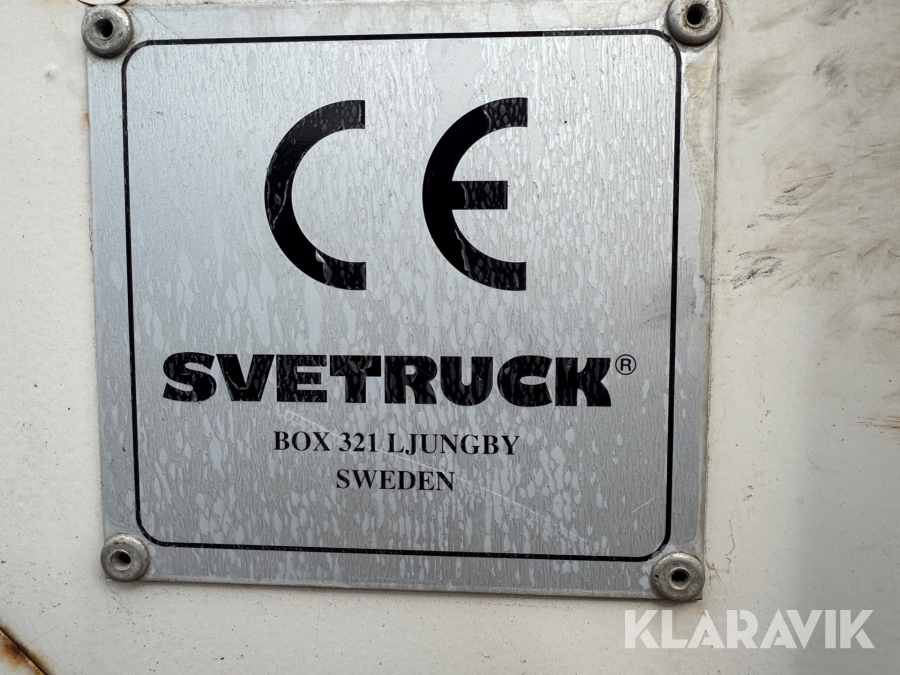 CE
SVETRUCK®
BOX 321 LJUNGBY
SWEDEN
KLARAVIK